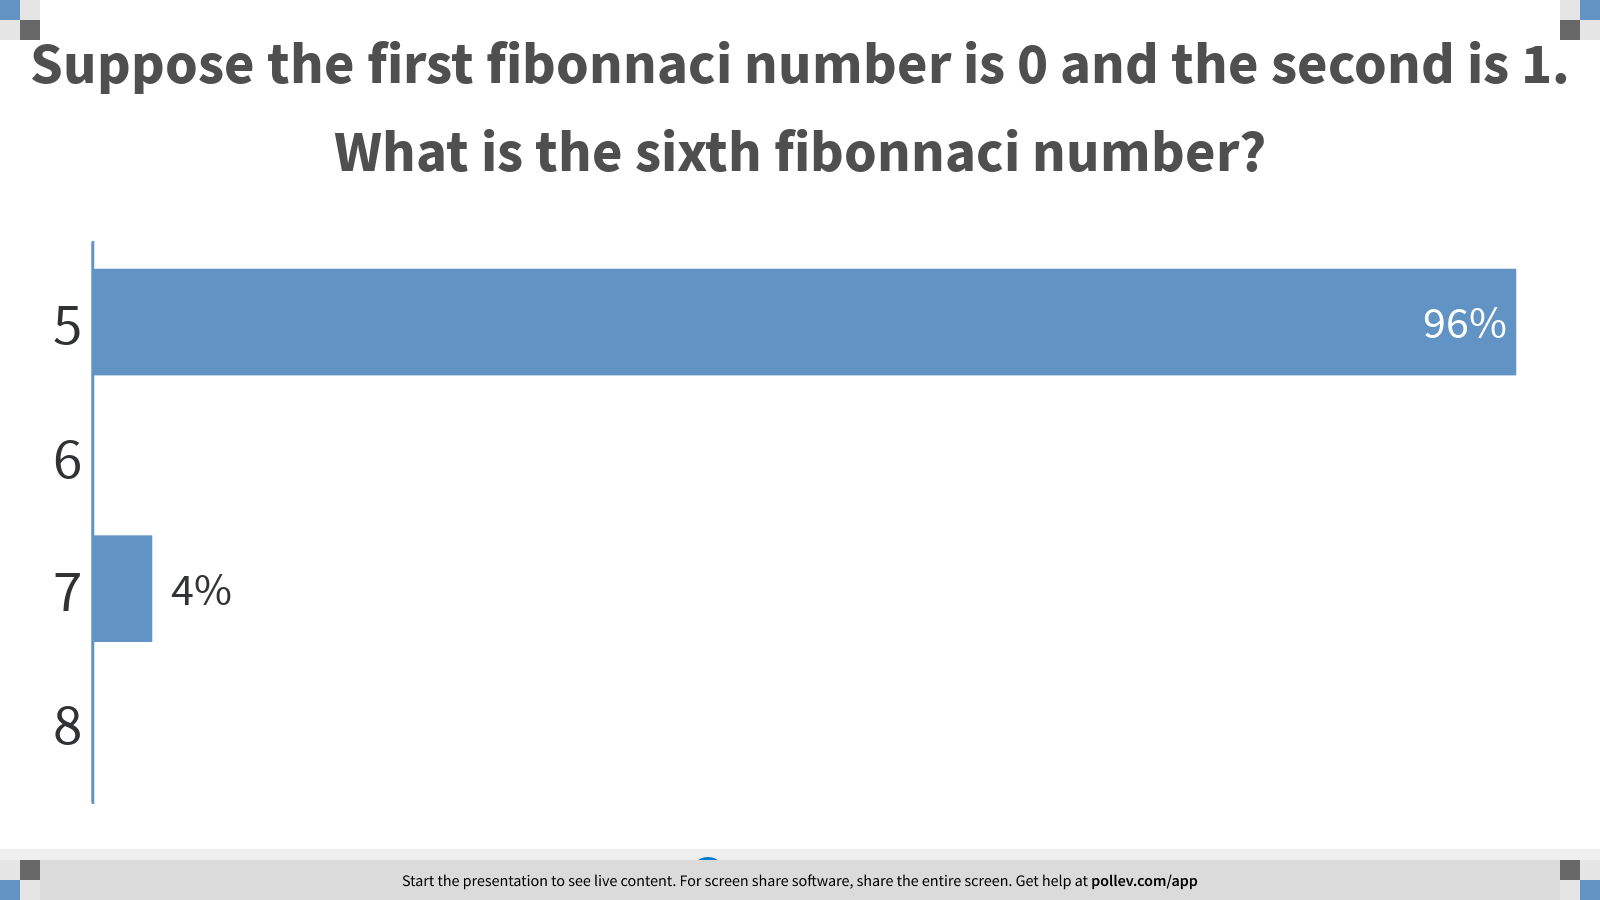 Suppose the first fibonnaci number is 0 and the second is 1.
What is the sixth fibonnaci number?
5
96%
6
7
4%
8
Start the presentation to see live content. For screen share software, share the entire screen. Get help at pollev.com/app